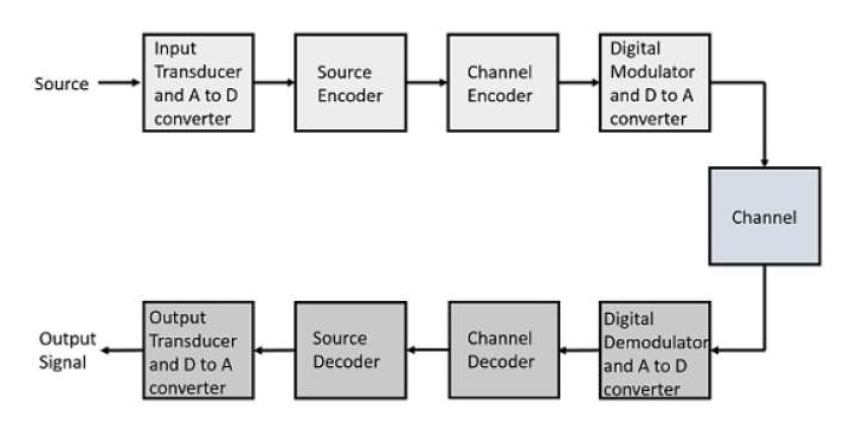 Source
Input
Transducer
and A to D
converter
Source
Encoder
Channel
Encoder
Digital
Modulator
and D to A
converter
Channel
Output
Signal
Output
Transducer
and D to A
converter
Source
Decoder
Channel
Decoder
Digital
Demodulator
and A to D
converter